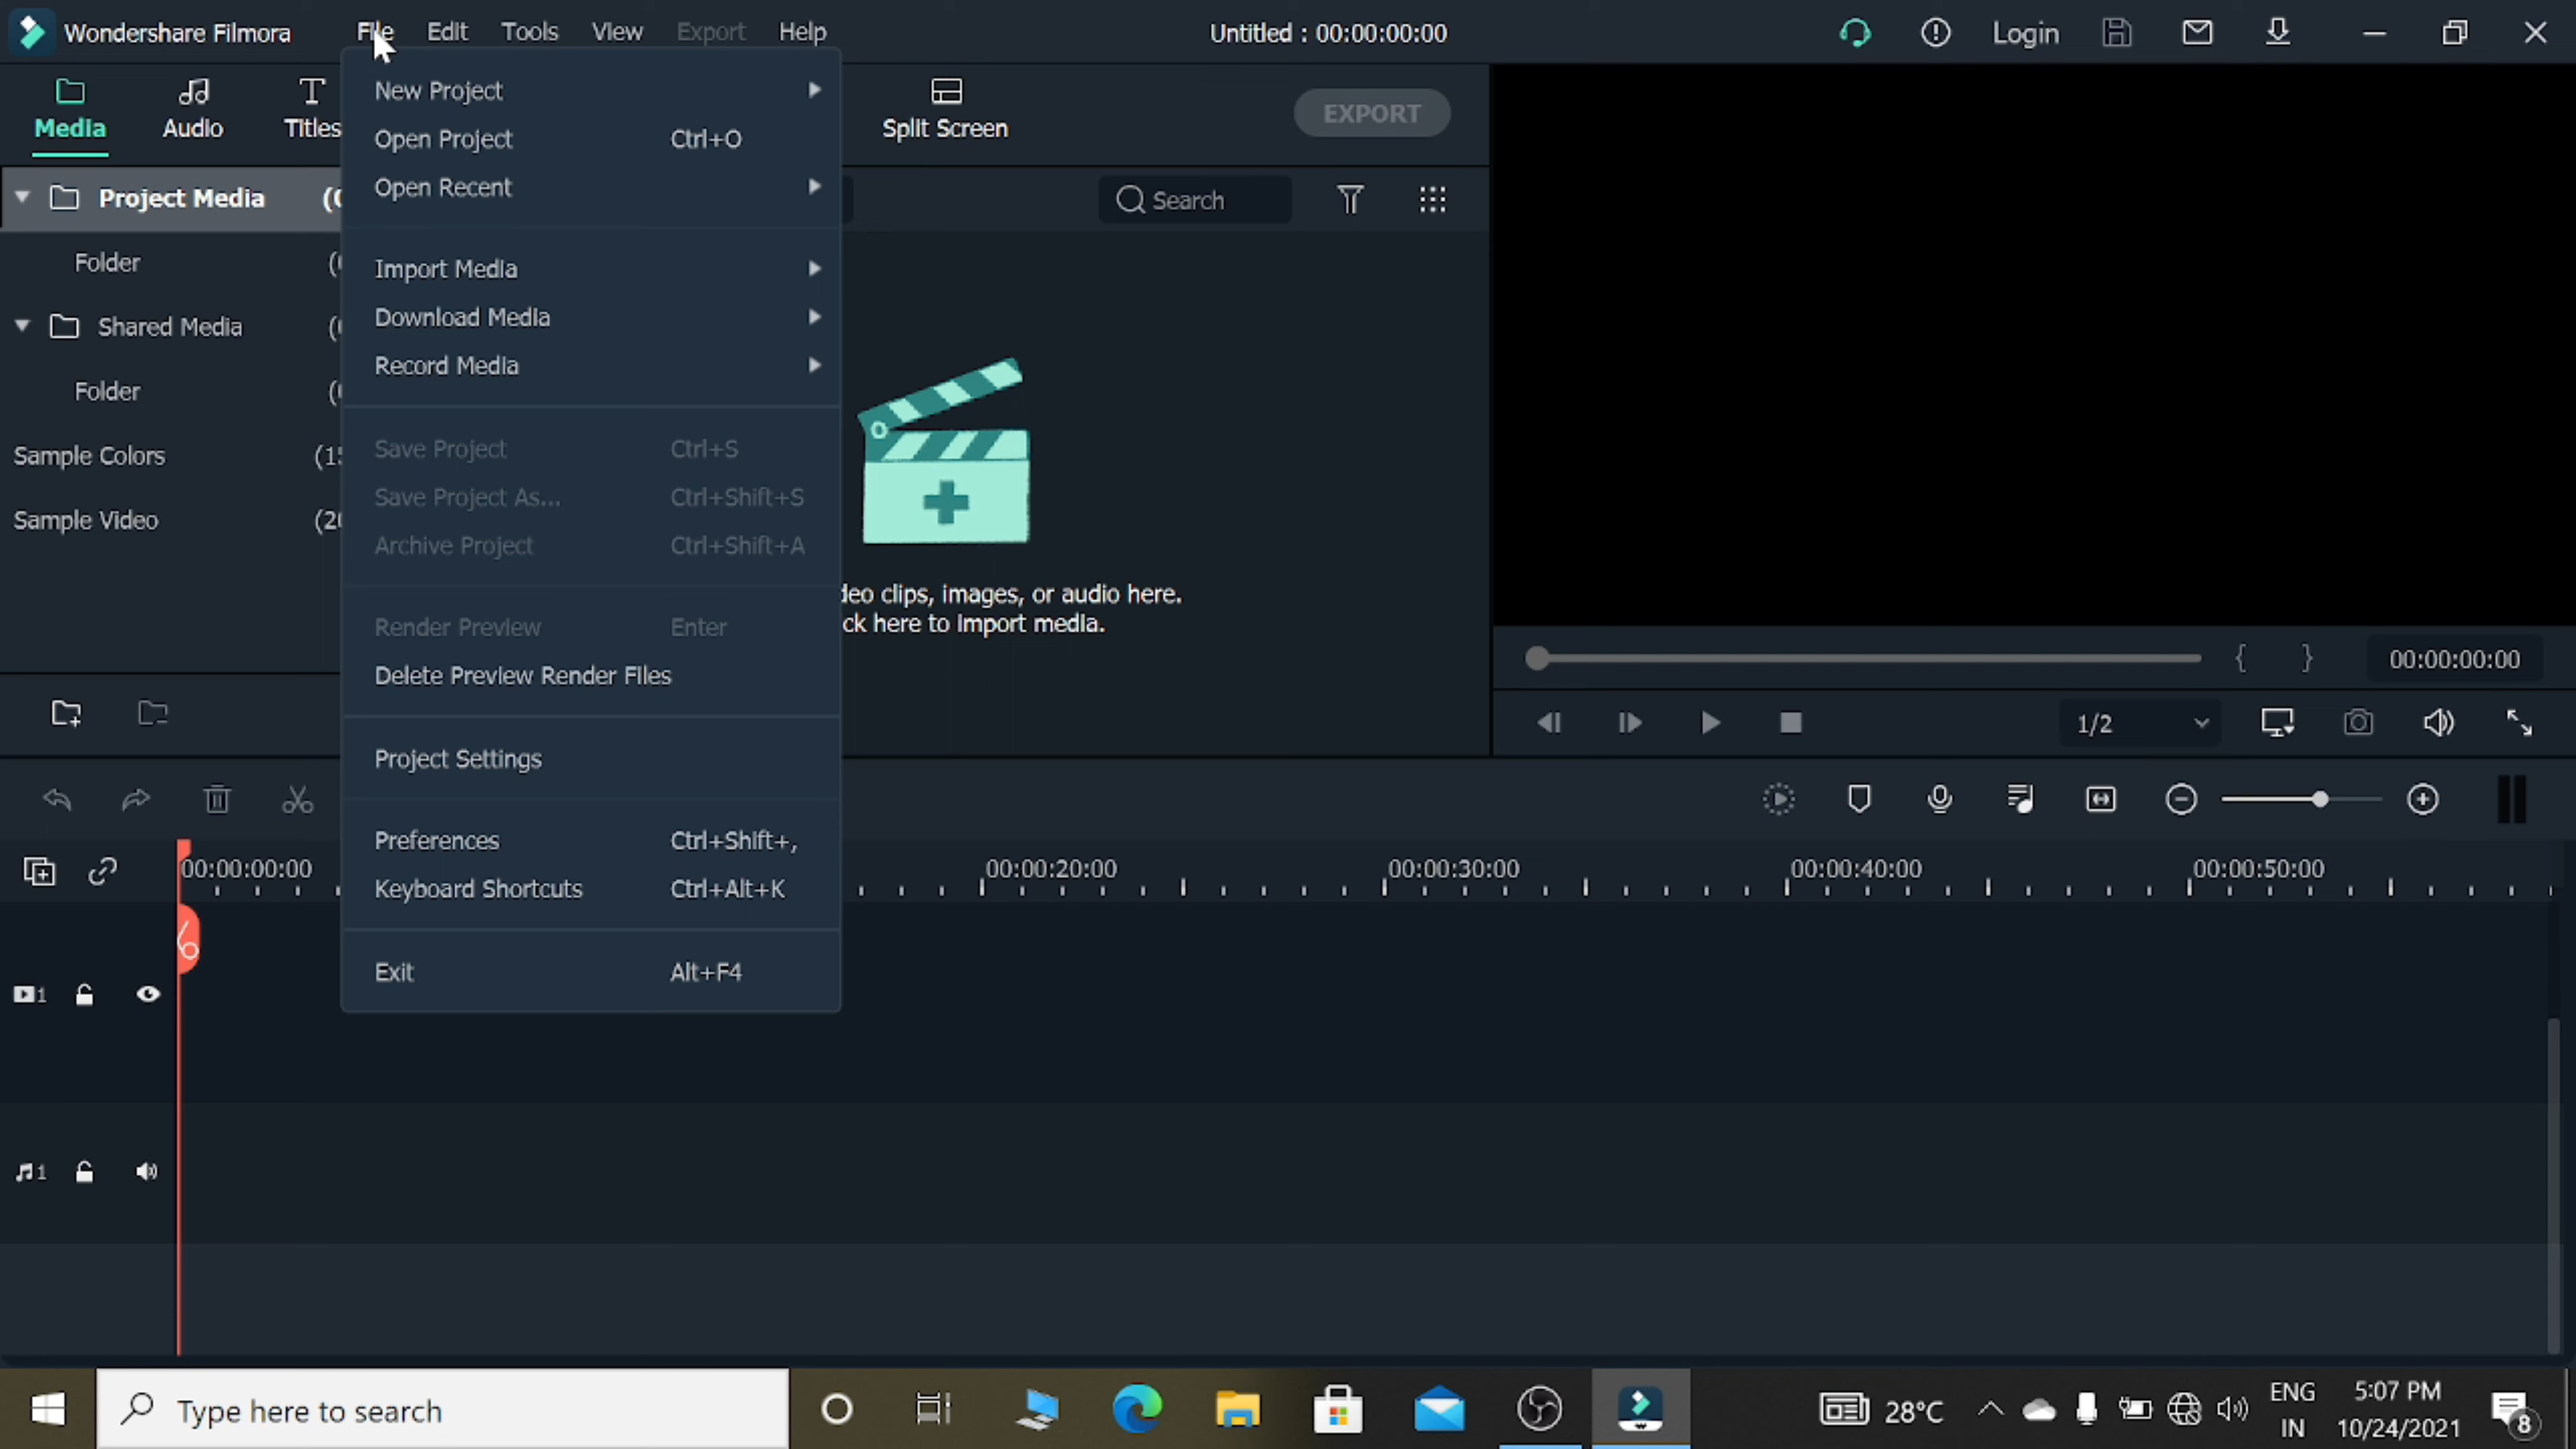 Wondershare Filmora File Edit Tools View Export Help Untitled : 00:00:00:00 Login
Media Audio Titles Split Screen EXPORT
New Project
Open Project Ctrl+O
Open Recent
Import Media
Download Media
Record Media
Save Project Ctrl+S
Save Project As... Ctrl+Shift+S
Archive Project Ctrl+Shift+A
Render Preview Enter
Delete Preview Render Files
Project Settings
Preferences Ctrl+Shift+,
Keyboard Shortcuts Ctrl+Alt+K
Exit Alt+F4
Project Media
Folder
Shared Media
Folder
Sample Colors
Sample Video
Search
clips, images, or audio here.
here to import media.
00:00:00:00
1/2
00:00:00:00 00:00:20:00 00:00:30:00 00:00:40:00 00:00:50:00
1
1
Type here to search
28°C
ENG
IN
5:07 PM
10/24/2021
8